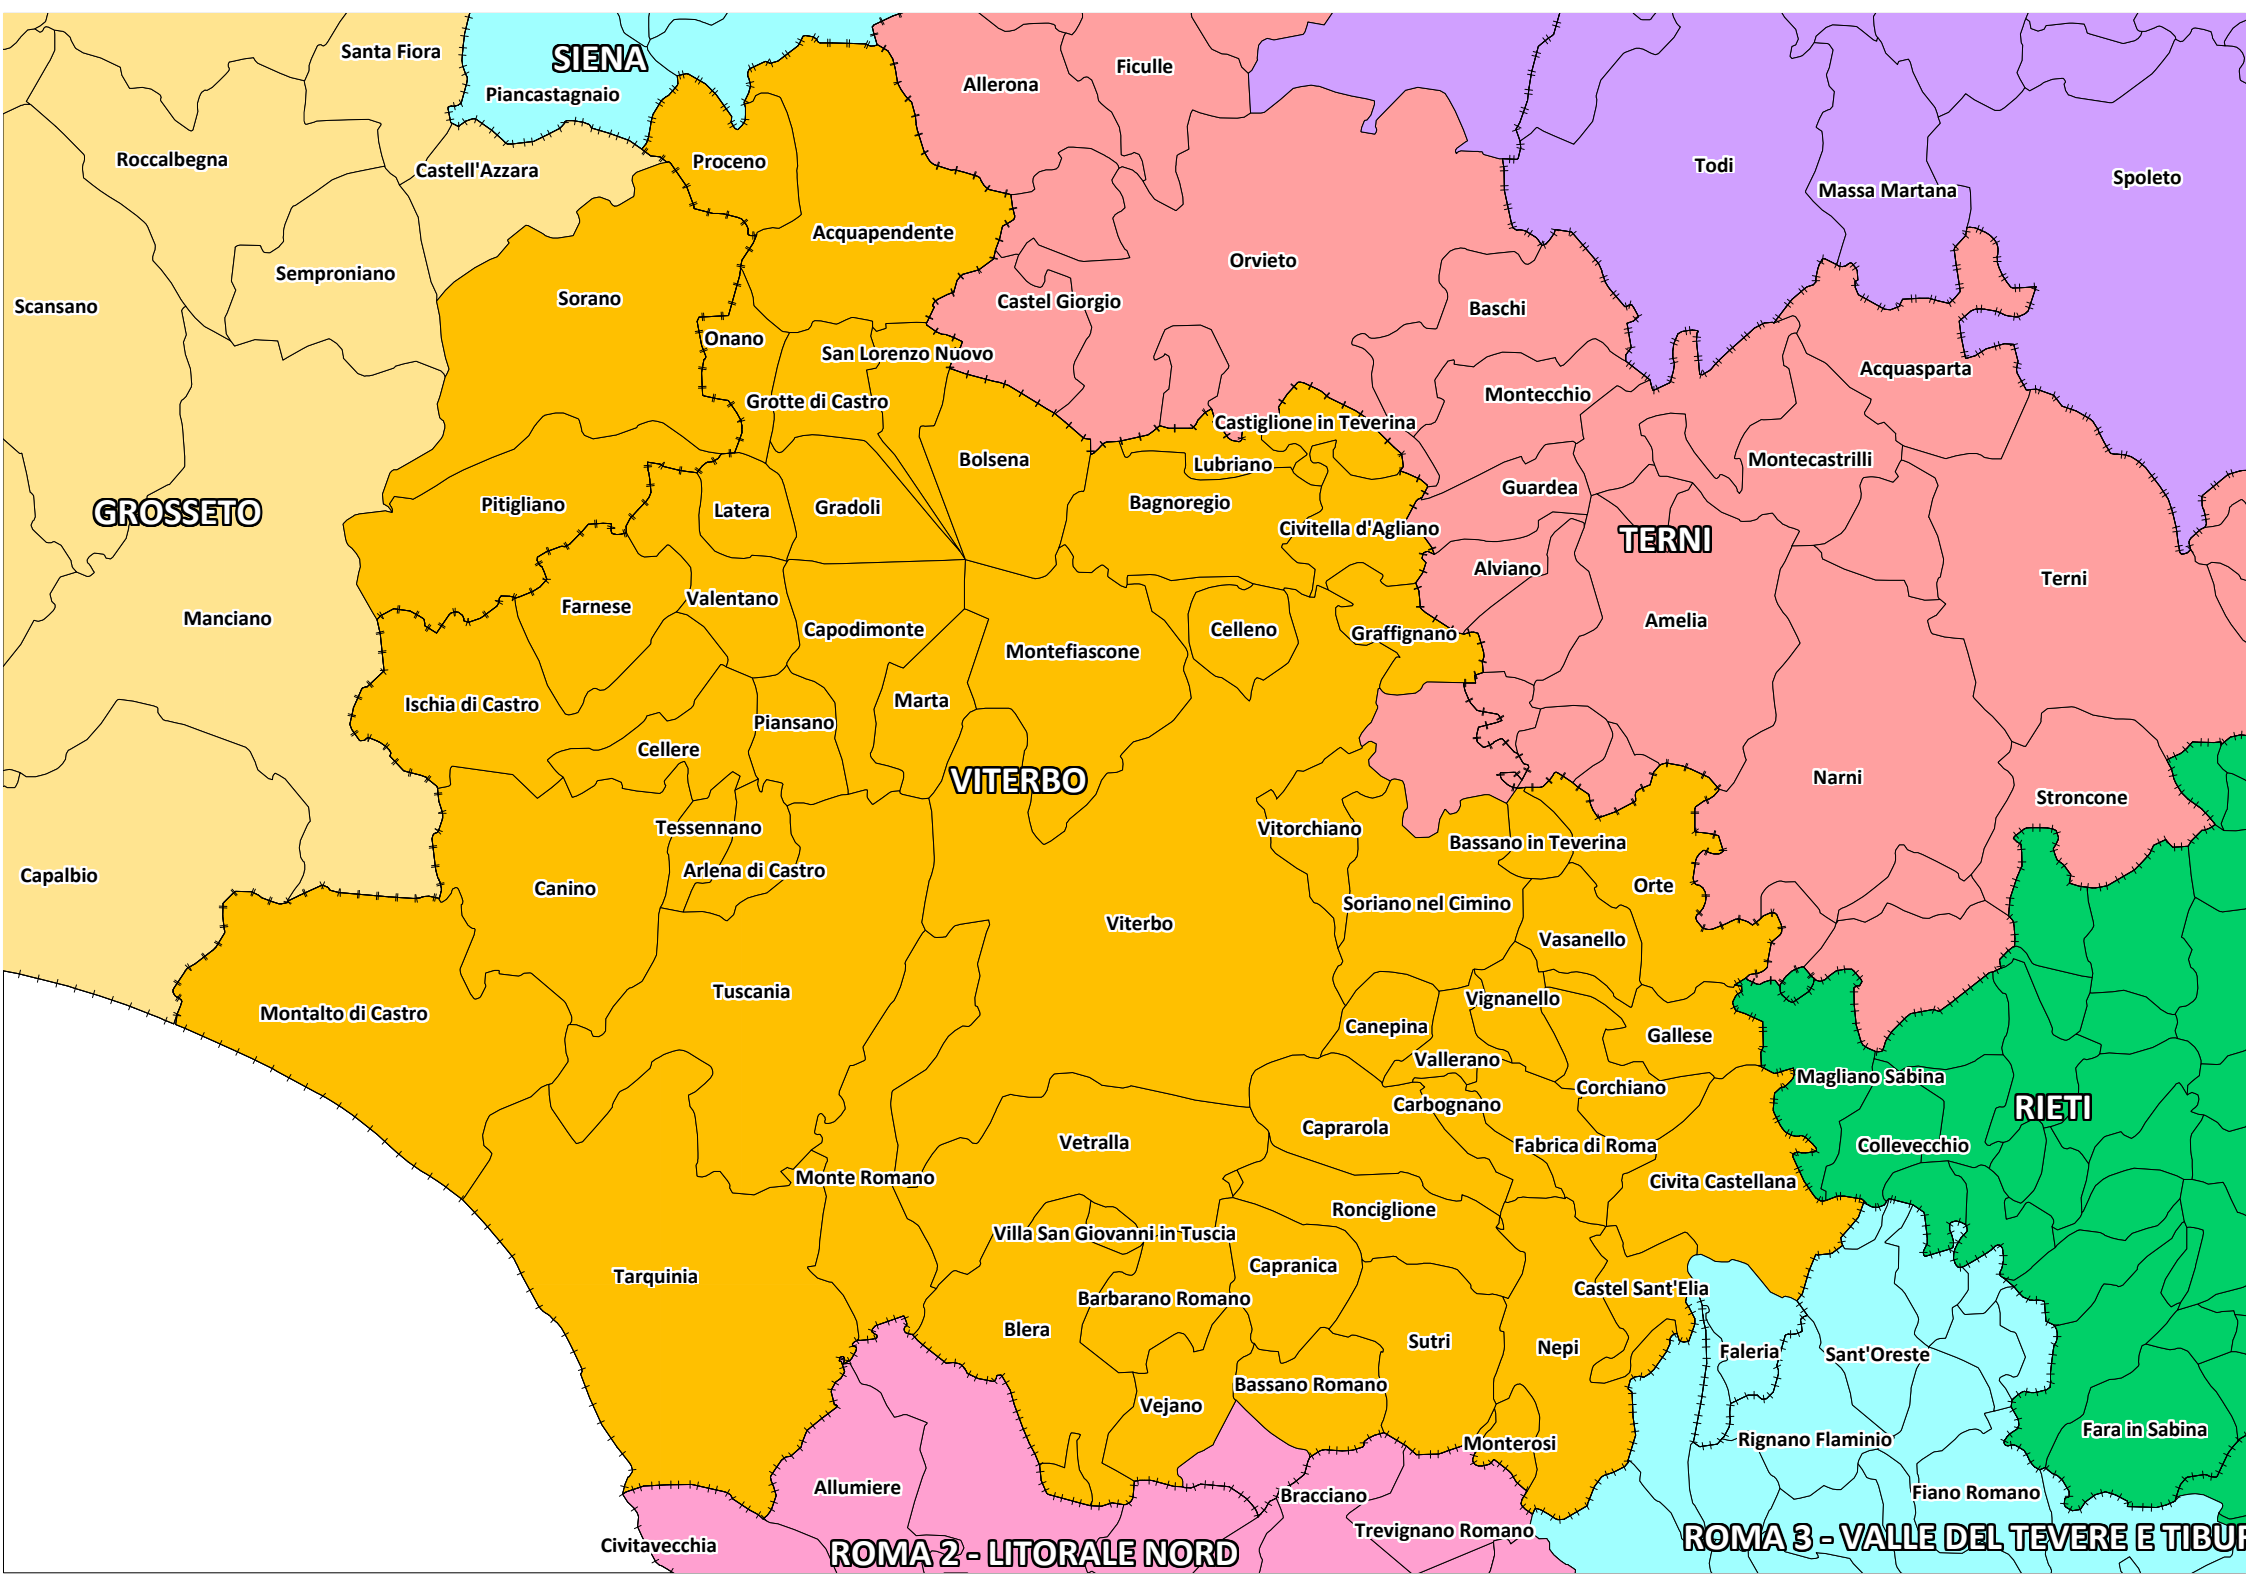 Santa Fiora
SIENA
Piancastagnaio
Allerona
Ficulle
Roccalbegna
Castell'Azzara
Proceno
Todi
Massa Martana
Spoleto
Acquapendente
Orvieto
Semproniano
Sorano
Scansano
Castel Giorgio
Baschi
Onano
San Lorenzo Nuovo
Acquasparta
Grotte di Castro
Montecchio
Castiglione in Teverina
Bolsena
Lubriano
Montecastrilli
Guardea
Pitigliano
Latera
Gradoli
Bagnoregio
GROSSETO
Civitella d'Agliano
TERNI
Alviano
Terni
Farnese
Valentano
Manciano
Capodimonte
Celleno
Graffignano
Amelia
Montefiascone
Ischia di Castro
Marta
Piansano
Cellere
VITERBO
Narni
Stroncone
Tessennano
Vitorchiano
Bassano in Teverina
Capalbio
Arlena di Castro
Canino
Orte
Soriano nel Cimino
Viterbo
Vasanello
Tuscania
Vignanello
Montalto di Castro
Canepina
Gallese
Vallerano
Magliano Sabina
Corchiano
Carbognano
RIETI
Caprarola
Vetralla
Fabrica di Roma
Collevecchio
Monte Romano
Civita Castellana
Ronciglione
Villa San Giovanni in Tuscia
Capranica
Tarquinia
Castel Sant'Elia
Barbarano Romano
Blera
Sutri
Nepi
Faleria
Sant'Oreste
Bassano Romano
Vejano
Fara in Sabina
Monterosi
Rignano Flaminio
Allumiere
Bracciano
Fiano Romano
Trevignano Romano
Civitavecchia
ROMA 2 - LITORALE NORD
ROMA 3 - VALLE DEL TEVERE E